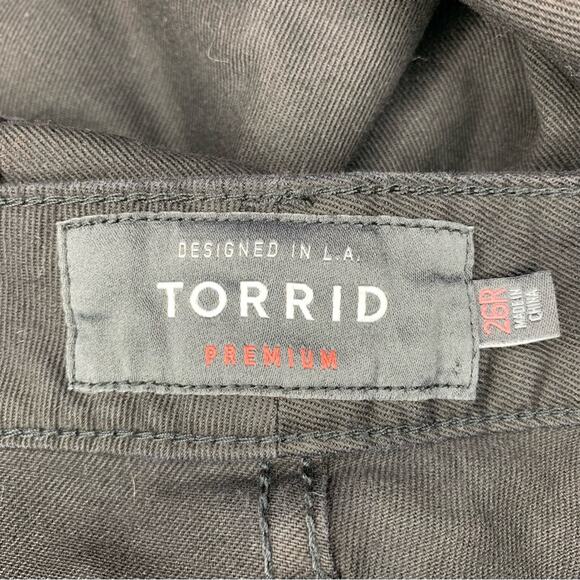 DESIGNED IN L.A.
TORRID
PREMIUM
26R
MADE IN
CHINA